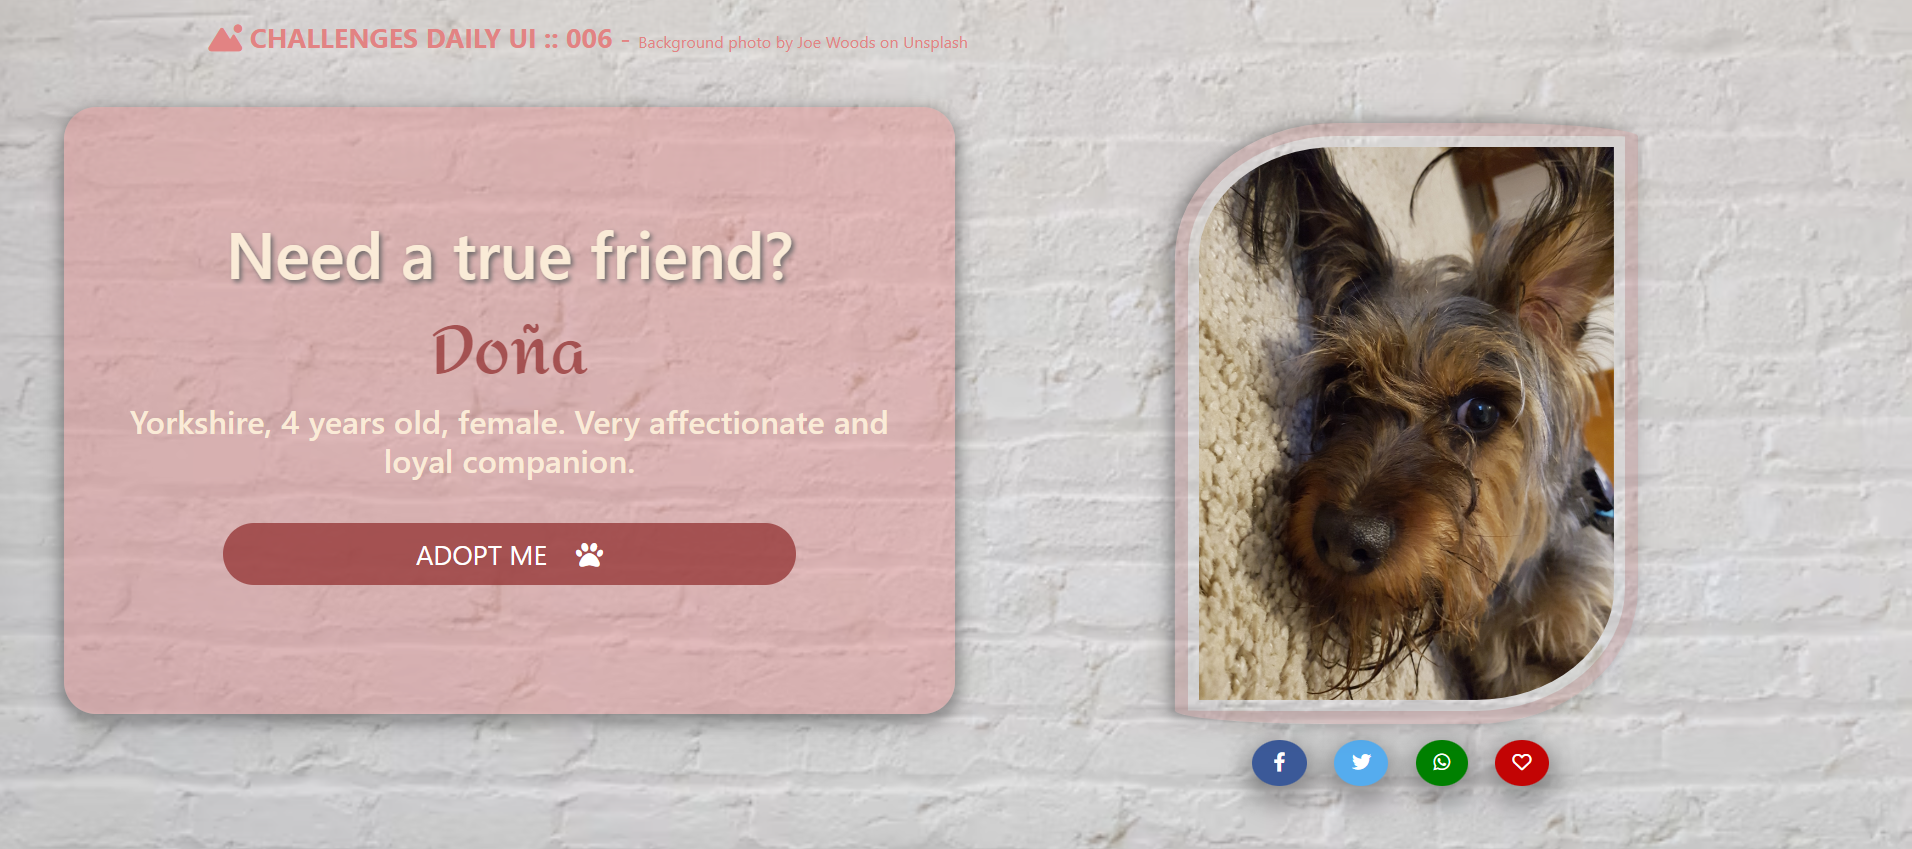 CHALLENGES DAILY UI :: 006 - Background photo by Joe Woods on Unsplash
Need a true friend?
Doña
Yorkshire, 4 years old, female. Very affectionate and
loyal companion.
ADOPT ME